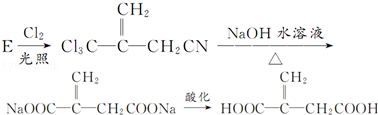 CH₂
E Cl₂ 光照 Cl₃C—C—CH₂CN NaOH 水溶液 △
CH₂ CH₂
NaOOC—C—CH₂COONa 酸化 HOOC—C—CH₂COOH